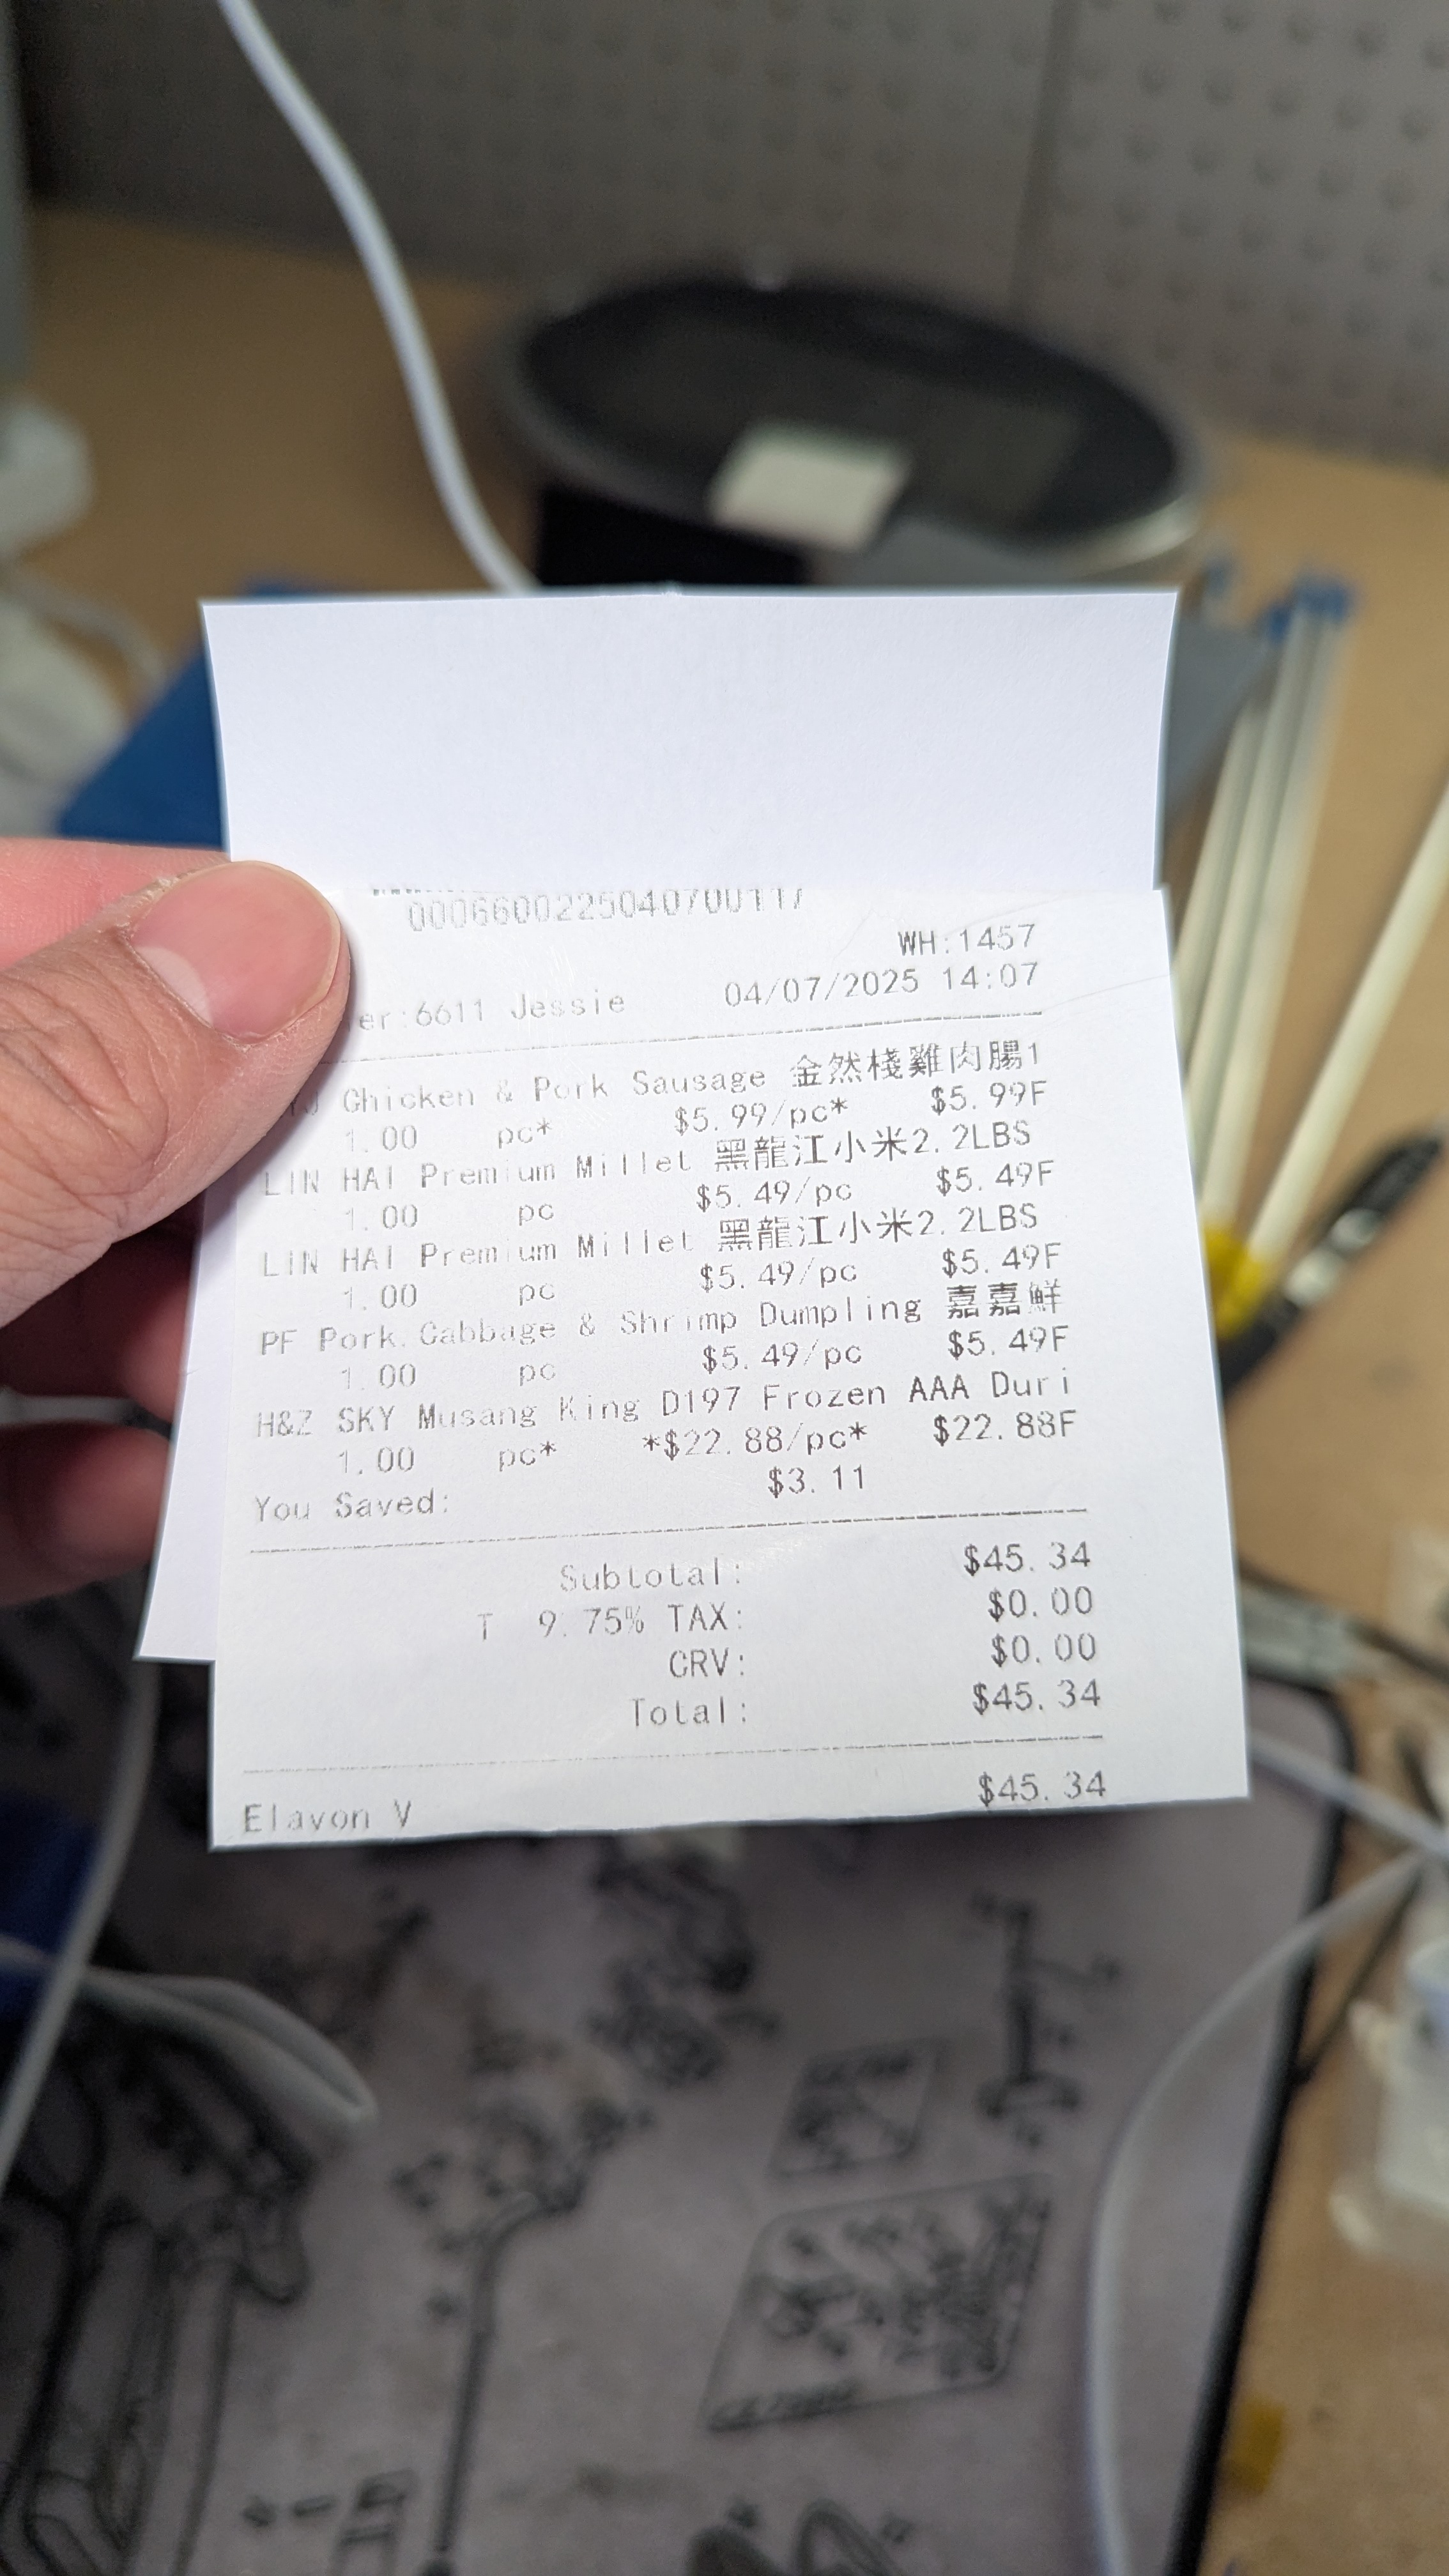 0006600225040700117
WH:1457
er:6611 Jessie 04/07/2025 14:07
Chicken & Pork Sausage 金然棧雞肉腸1
1.00 pc* $5.99/pc* $5.99F
LIN HAI Premium Millet 黑龍江小米2.2LBS
1.00 pc $5.49/pc $5.49F
LIN HAI Premium Millet 黑龍江小米2.2LBS
1.00 pc $5.49/pc $5.49F
PF Pork.Cabbage & Shrimp Dumpling 嘉嘉鮮
1.00 pc $5.49/pc $5.49F
H&Z SKY Musang King D197 Frozen AAA Duri
1.00 pc* *$22.88/pc* $22.88F
You Saved: $3.11
Subtotal: $45.34
T 9.75% TAX: $0.00
CRV: $0.00
Total: $45.34
Elavon V $45.34